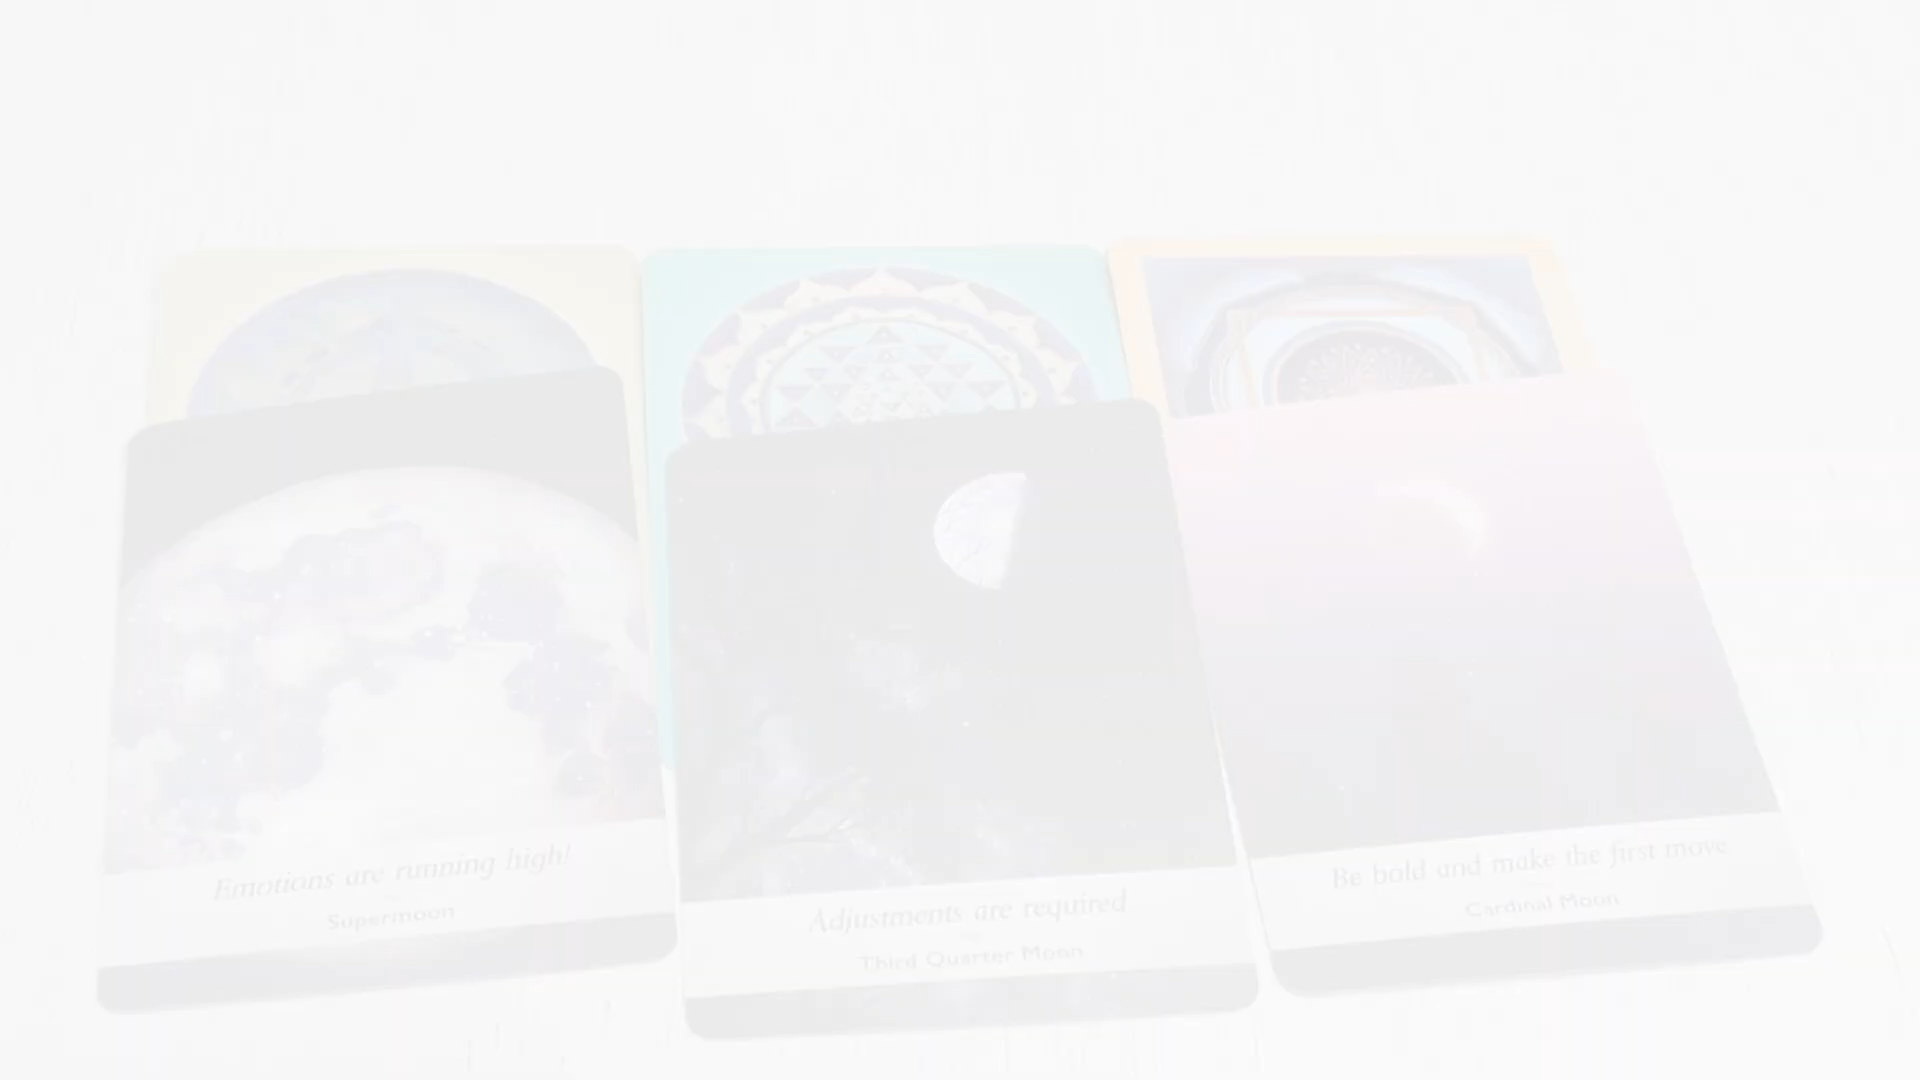 Emotions are running high!
Supermoon
Adjustments are required
Third Quarter Moon
Be bold and make the first move
Cardinal Moon